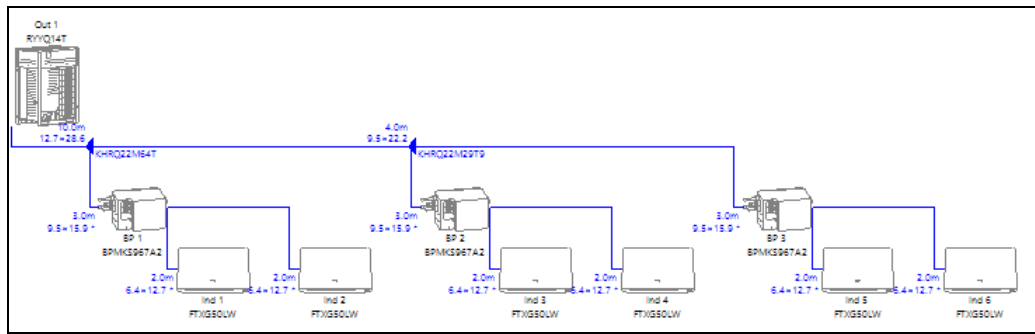 Out 1
RYYQ14T
10.0m
12.7×28.6
KHRQ22M64T
4.0m
9.5×22.2
KHRQ22M29T9
3.0m
9.5×15.9 *
BP 1
BPMKS967A2
3.0m
9.5×15.9 *
BP 2
BPMKS967A2
3.0m
9.5×15.9 *
BP 3
BPMKS967A2
2.0m
6.4×12.7 *
Ind 1
FTXG50LW
2.0m
6.4×12.7 *
Ind 2
FTXG50LW
2.0m
6.4×12.7 *
Ind 3
FTXG50LW
2.0m
6.4×12.7 *
Ind 4
FTXG50LW
2.0m
6.4×12.7 *
Ind 5
FTXG50LW
2.0m
6.4×12.7 *
Ind 6
FTXG50LW